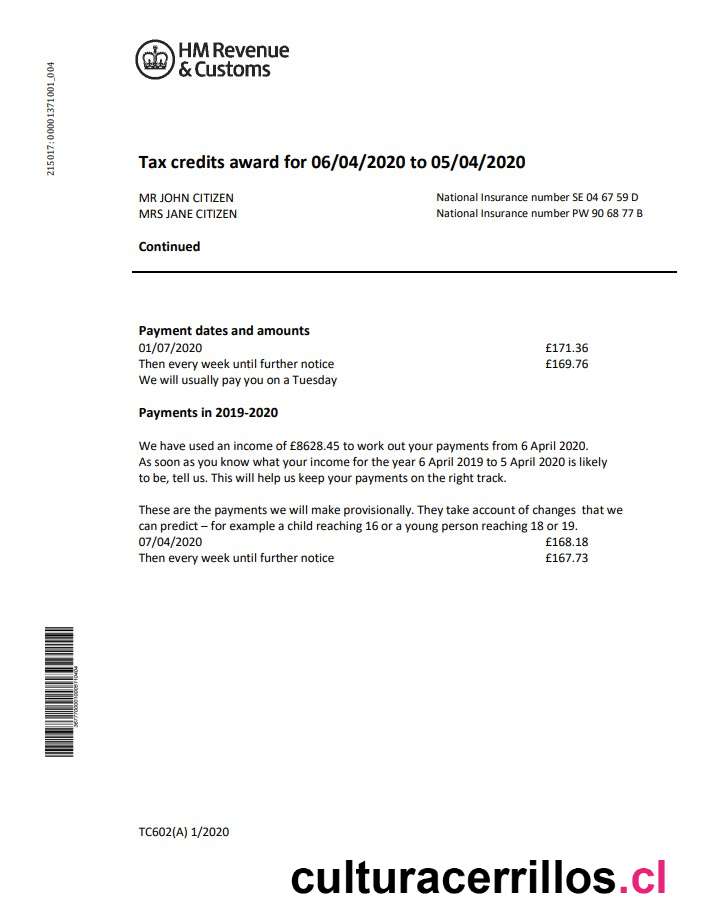 HM Revenue
& Customs
215017: 00001371001_004
Tax credits award for 06/04/2020 to 05/04/2020
MR JOHN CITIZEN National Insurance number SE 04 67 59 D
MRS JANE CITIZEN National Insurance number PW 90 68 77 B
Continued
Payment dates and amounts
01/07/2020 £171.36
Then every week until further notice £169.76
We will usually pay you on a Tuesday
Payments in 2019-2020
We have used an income of £8628.45 to work out your payments from 6 April 2020.
As soon as you know what your income for the year 6 April 2019 to 5 April 2020 is likely
to be, tell us. This will help us keep your payments on the right track.
These are the payments we will make provisionally. They take account of changes that we
can predict – for example a child reaching 16 or a young person reaching 18 or 19.
07/04/2020 £168.18
Then every week until further notice £167.73
TC602(A) 1/2020
culturacerrillos.cl